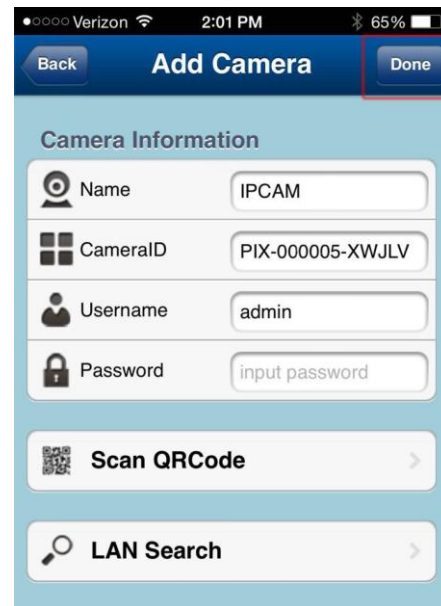 Verizon 2:01 PM 65%
Back Add Camera Done
Camera Information
Name IPCAM
CameraID PIX-000005-XWJLV
Username admin
Password input password
Scan QRCode
LAN Search